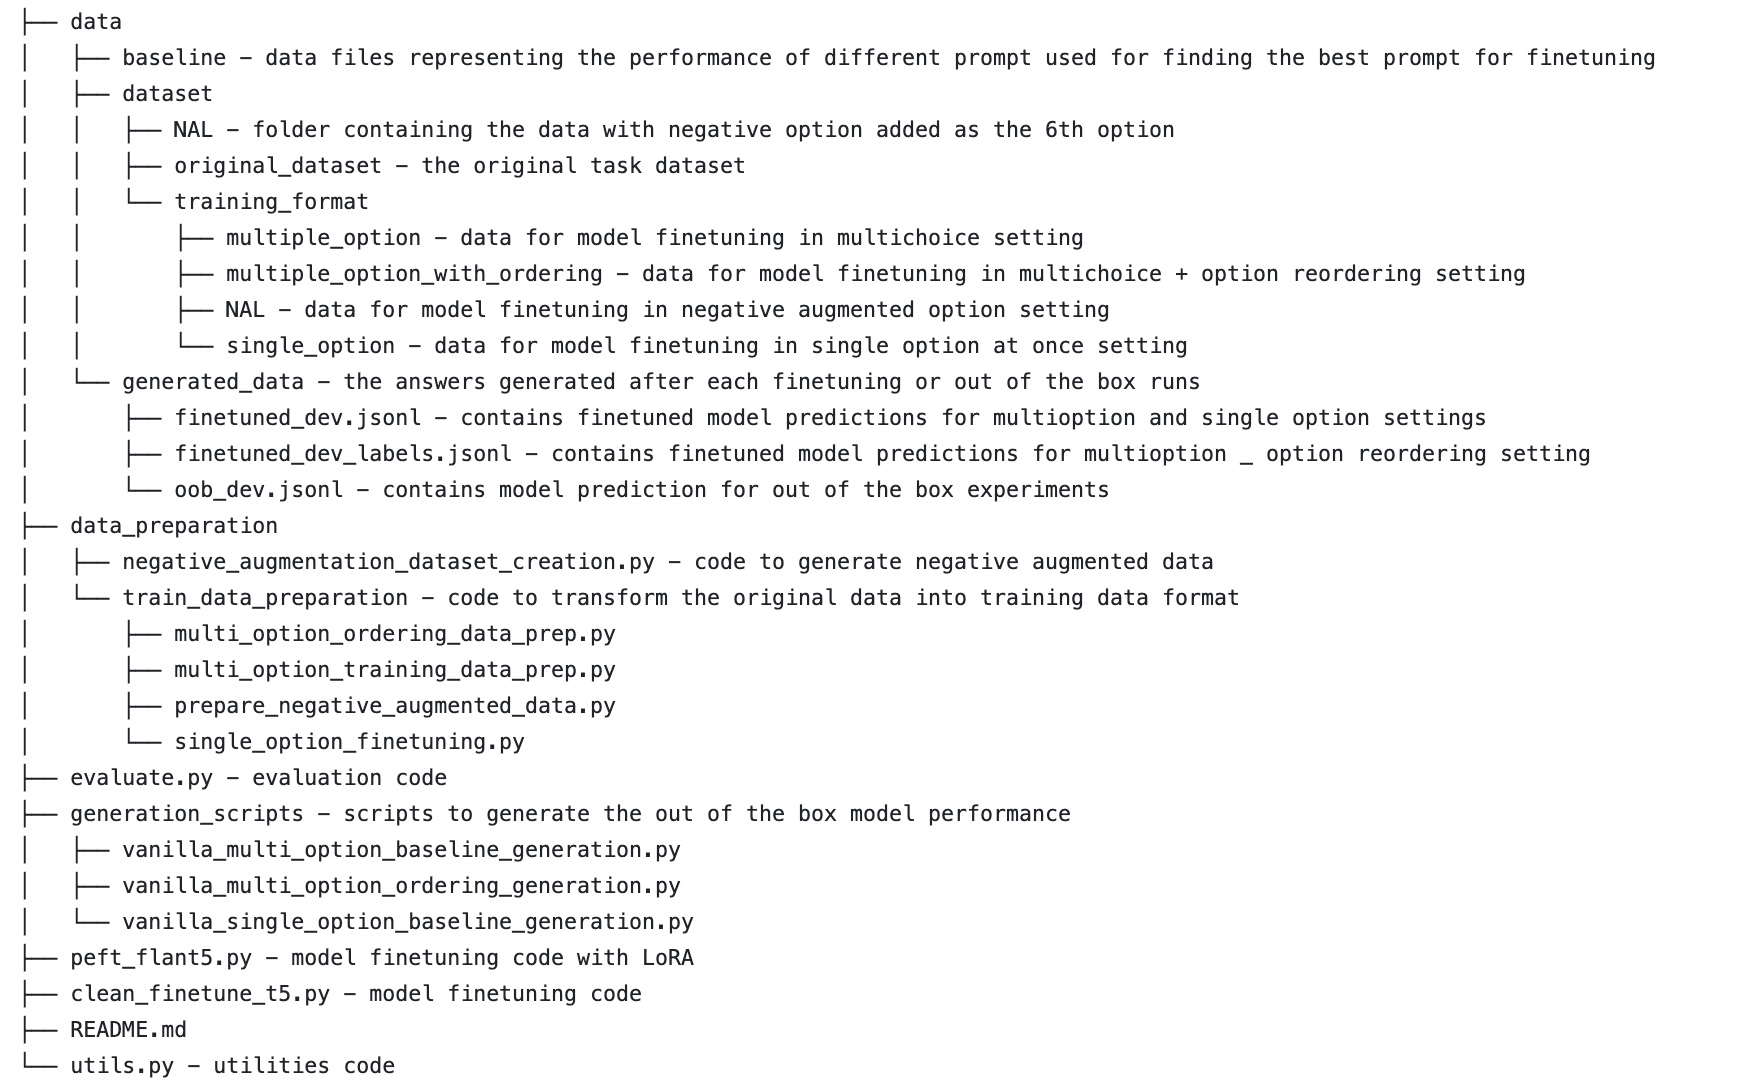 ├── data
│   ├── baseline – data files representing the performance of different prompt used for finding the best prompt for finetuning
│   ├── dataset
│   │   ├── NAL – folder containing the data with negative option added as the 6th option
│   │   ├── original_dataset – the original task dataset
│   │   └── training_format
│   │       ├── multiple_option – data for model finetuning in multichoice setting
│   │       ├── multiple_option_with_ordering – data for model finetuning in multichoice + option reordering setting
│   │       ├── NAL – data for model finetuning in negative augmented option setting
│   │       └── single_option – data for model finetuning in single option at once setting
│   └── generated_data – the answers generated after each finetuning or out of the box runs
│       ├── finetuned_dev.jsonl – contains finetuned model predictions for multioption and single option settings
│       ├── finetuned_dev_labels.jsonl – contains finetuned model predictions for multioption _ option reordering setting
│       └── oob_dev.jsonl – contains model prediction for out of the box experiments
├── data_preparation
│   ├── negative_augmentation_dataset_creation.py – code to generate negative augmented data
│   └── train_data_preparation – code to transform the original data into training data format
│       ├── multi_option_ordering_data_prep.py
│       ├── multi_option_training_data_prep.py
│       ├── prepare_negative_augmented_data.py
│       └── single_option_finetuning.py
├── evaluate.py – evaluation code
├── generation_scripts – scripts to generate the out of the box model performance
│   ├── vanilla_multi_option_baseline_generation.py
│   ├── vanilla_multi_option_ordering_generation.py
│   └── vanilla_single_option_baseline_generation.py
├── peft_flant5.py – model finetuning code with LoRA
├── clean_finetune_t5.py – model finetuning code
├── README.md
└── utils.py – utilities code